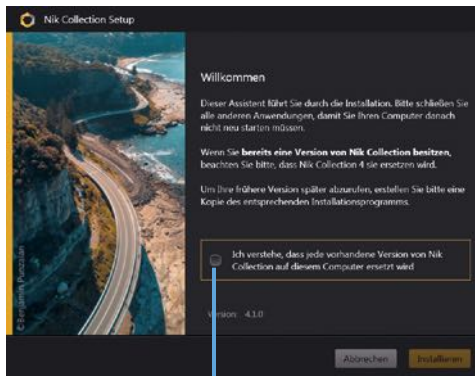 Nik Collection Setup
Willkommen
Dieser Assistent führt Sie durch die Installation. Bitte schließen Sie
alle anderen Anwendungen, damit Sie Ihren Computer danach
nicht neu starten müssen.
Wenn Sie bereits eine Version von Nik Collection besitzen,
beachten Sie bitte, dass Nik Collection 4 sie ersetzen wird.
Um Ihre frühere Version später abzurufen, erstellen Sie bitte eine
Kopie des entsprechenden Installationsprogramms.
Ich verstehe, dass jede vorhandene Version von Nik
Collection auf diesem Computer ersetzt wird
©Benjamin Punzalan
Version: 4.1.0
Abbrechen
Installieren